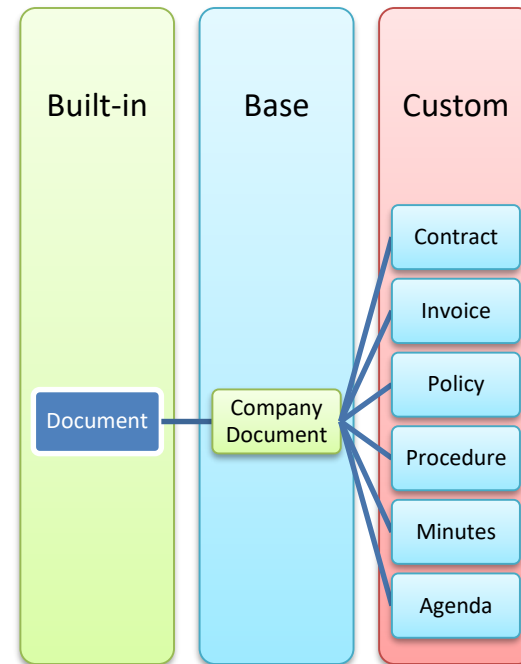 Built-in
Base
Custom
Document
Company
Document
Contract
Invoice
Policy
Procedure
Minutes
Agenda